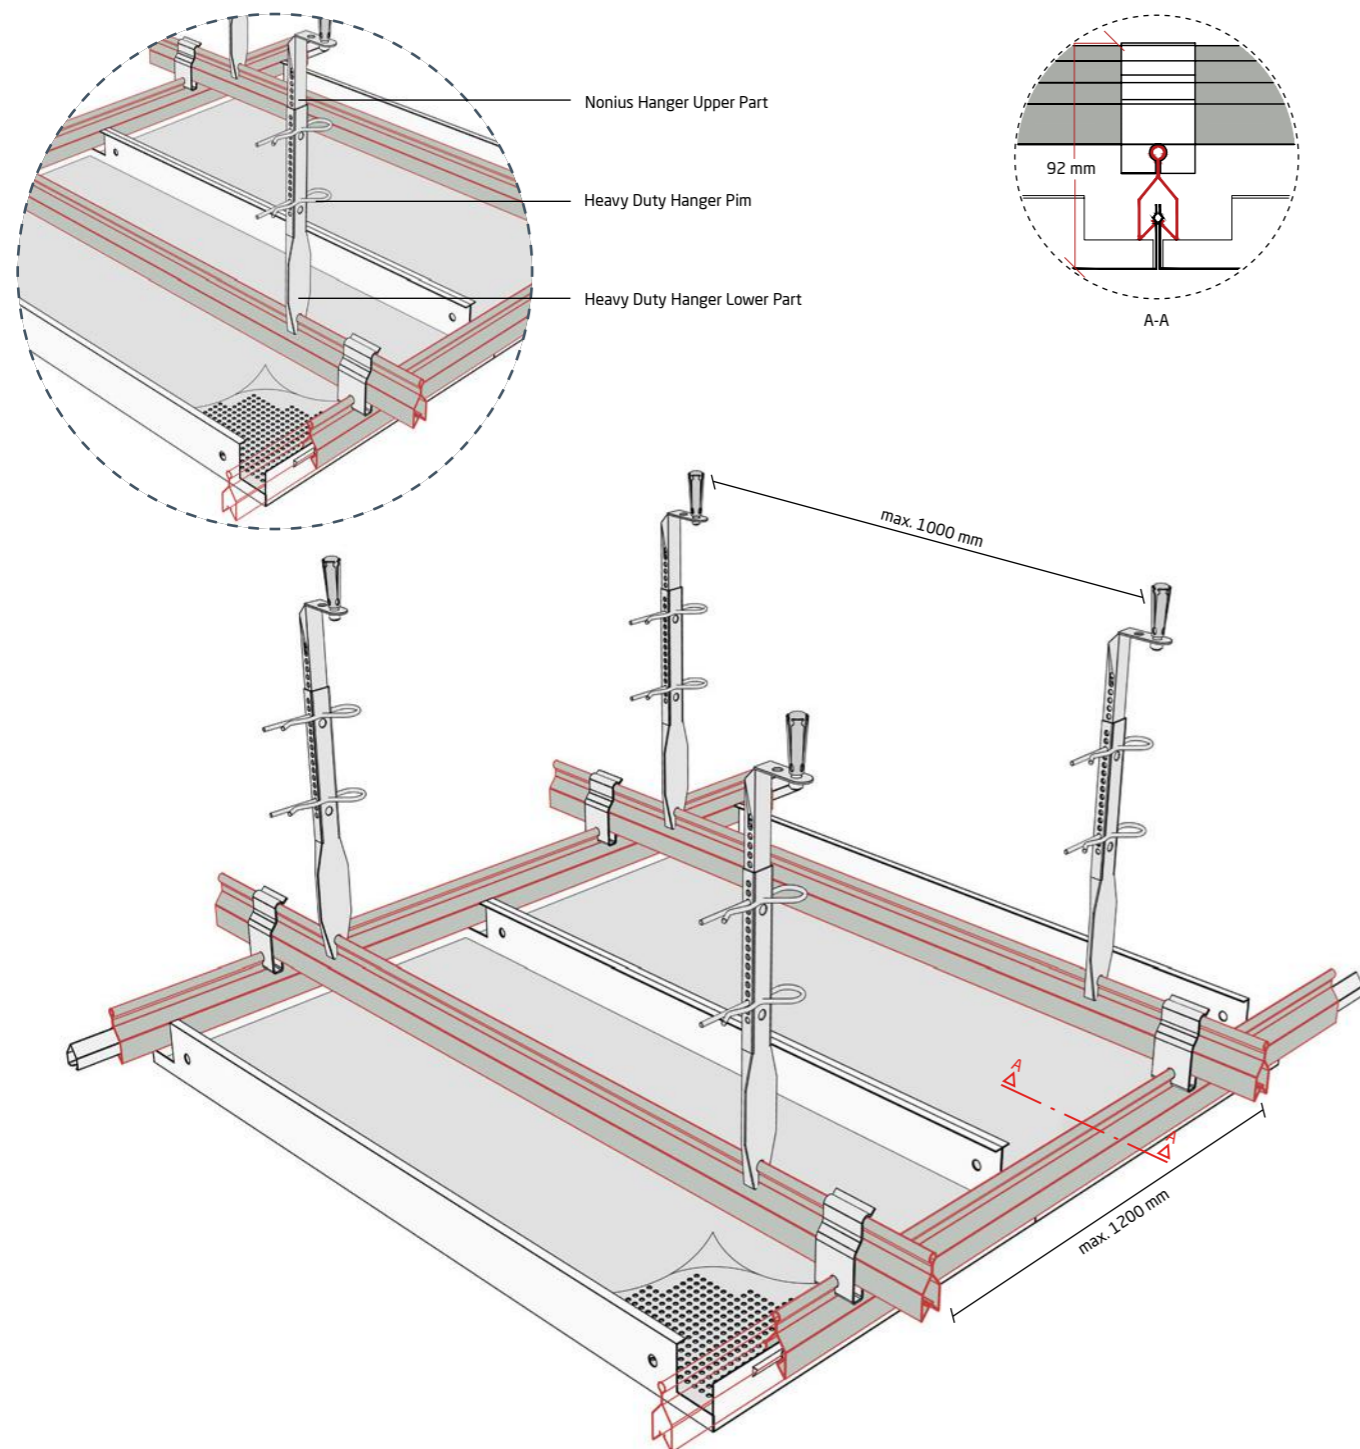 Nonius Hanger Upper Part
Heavy Duty Hanger Pim
Heavy Duty Hanger Lower Part
92 mm
A-A
max. 1000 mm
A
A
max. 1200 mm